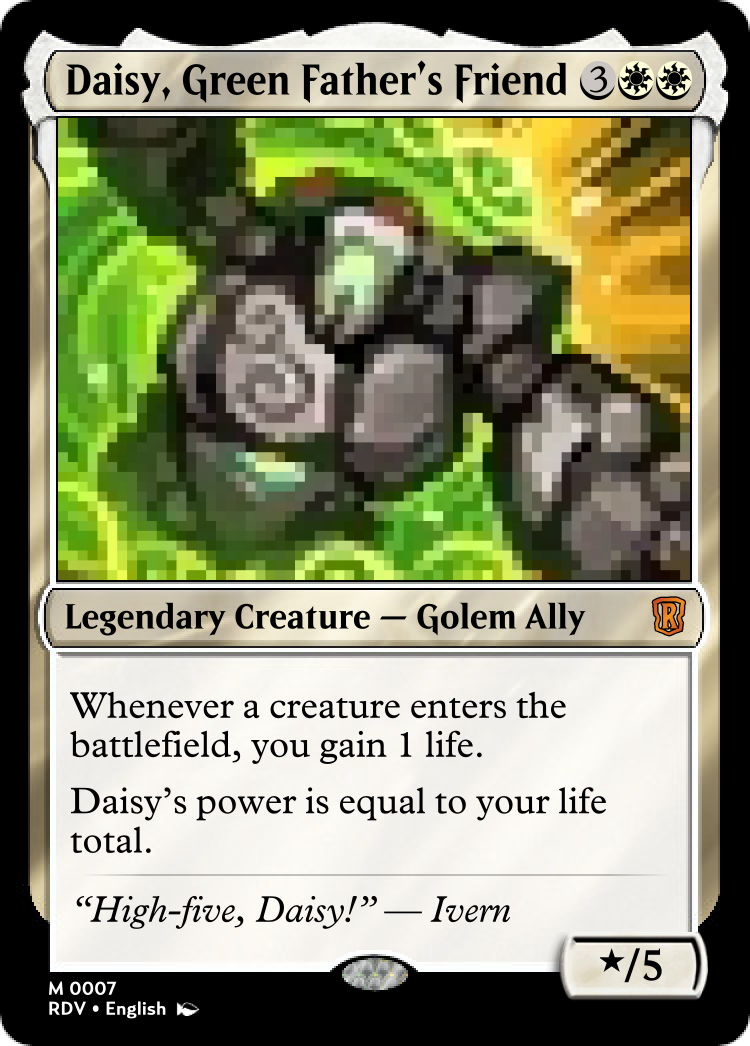 Daisy, Green Father's Friend 3
Legendary Creature — Golem Ally R
Whenever a creature enters the
battlefield, you gain 1 life.
Daisy’s power is equal to your life
total.
“High-five, Daisy!” — Ivern
★/5
M 0007
RDV • English